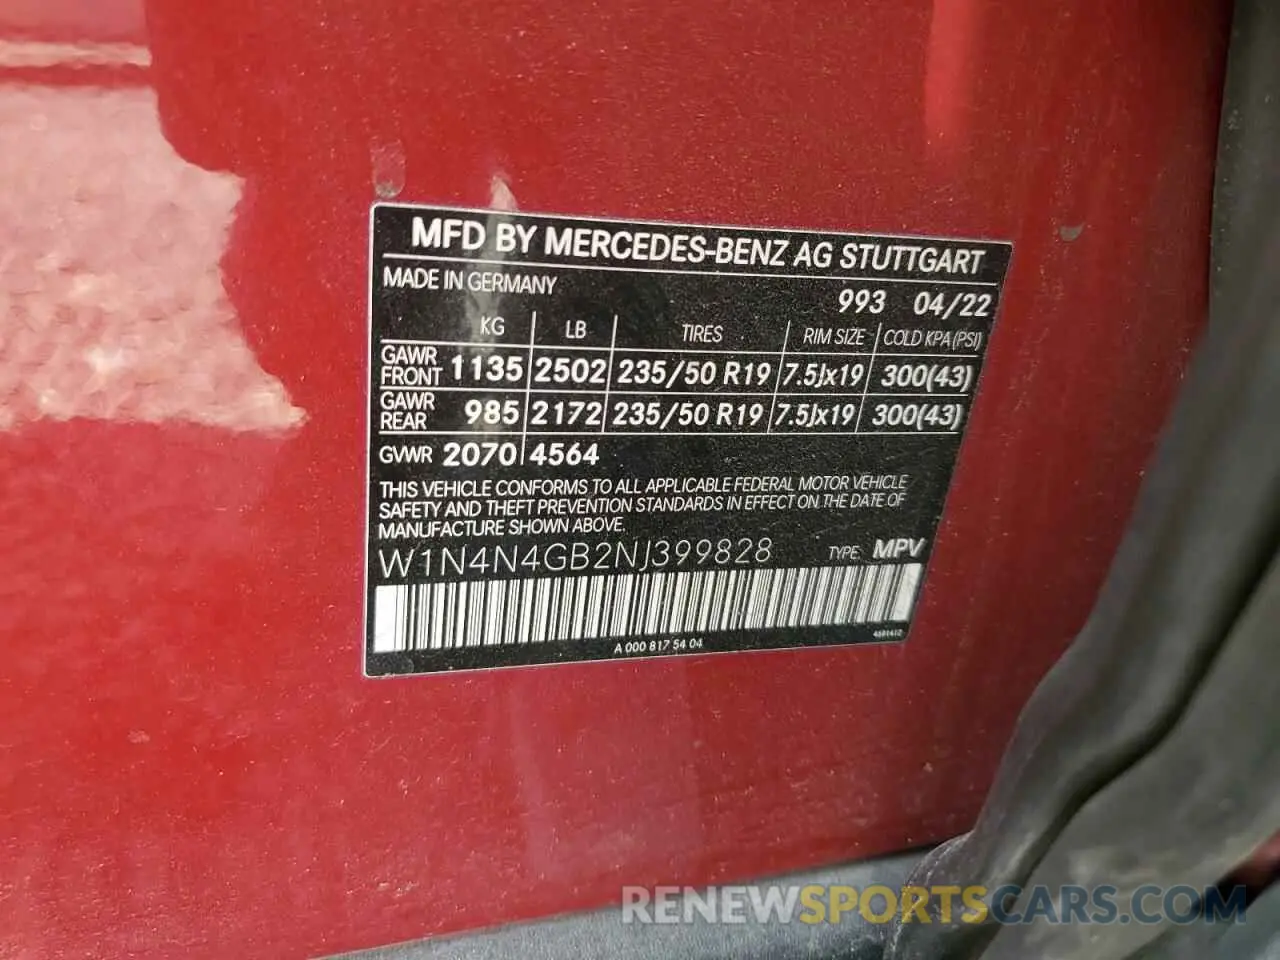 MFD BY MERCEDES-BENZ AG STUTTGART
MADE IN GERMANY
993 04/22
KG LB TIRES RIM SIZE COLD KPA (PSI)
GAWR FRONT 1135 2502 235/50 R19 7.5Jx19 300(43)
GAWR REAR 985 2172 235/50 R19 7.5Jx19 300(43)
GVWR 2070 4564
THIS VEHICLE CONFORMS TO ALL APPLICABLE FEDERAL MOTOR VEHICLE
SAFETY AND THEFT PREVENTION STANDARDS IN EFFECT ON THE DATE OF
MANUFACTURE SHOWN ABOVE.
W1N4N4GB2NJ399828 TYPE: MPV
A 000 817 54 04
RENEWSPORTSCARS.COM